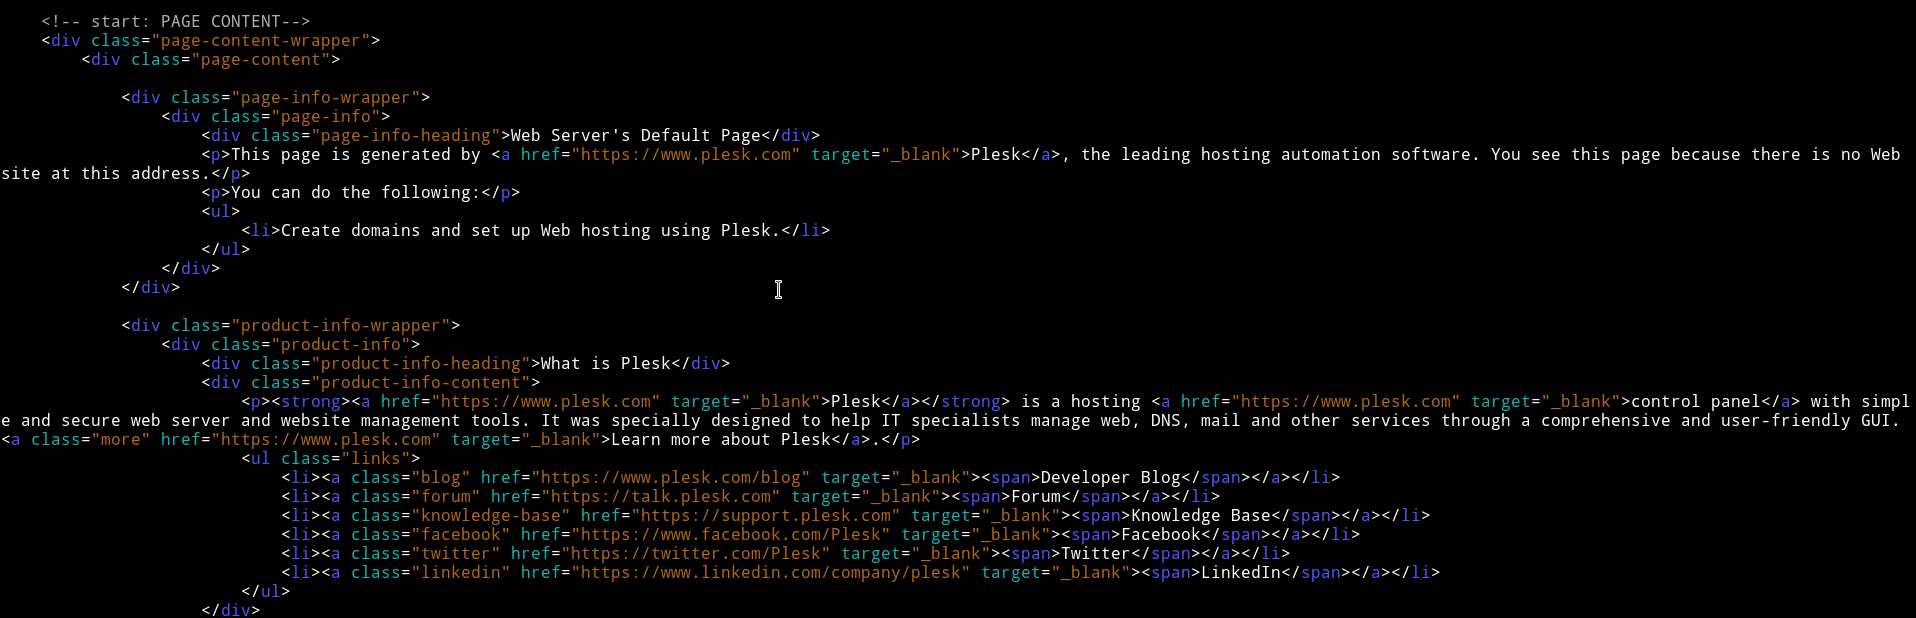 <!-- start: PAGE CONTENT-->
<div class="page-content-wrapper">
<div class="page-content">
<div class="page-info-wrapper">
<div class="page-info">
<div class="page-info-heading">Web Server's Default Page</div>
<p>This page is generated by <a href="https://www.plesk.com" target="_blank">Plesk</a>, the leading hosting automation software. You see this page because there is no Web
site at this address.</p>
<p>You can do the following:</p>
<ul>
<li>Create domains and set up Web hosting using Plesk.</li>
</ul>
</div>
</div>
<div class="product-info-wrapper">
<div class="product-info">
<div class="product-info-heading">What is Plesk</div>
<div class="product-info-content">
<p><strong><a href="https://www.plesk.com" target="_blank">Plesk</a></strong> is a hosting <a href="https://www.plesk.com" target="_blank">control panel</a> with simpl
e and secure web server and website management tools. It was specially designed to help IT specialists manage web, DNS, mail and other services through a comprehensive and user-friendly GUI.
<a class="more" href="https://www.plesk.com" target="_blank">Learn more about Plesk</a>.</p>
<ul class="links">
<li><a class="blog" href="https://www.plesk.com/blog" target="_blank"><span>Developer Blog</span></a></li>
<li><a class="forum" href="https://talk.plesk.com" target="_blank"><span>Forum</span></a></li>
<li><a class="knowledge-base" href="https://support.plesk.com" target="_blank"><span>Knowledge Base</span></a></li>
<li><a class="facebook" href="https://www.facebook.com/Plesk" target="_blank"><span>Facebook</span></a></li>
<li><a class="twitter" href="https://twitter.com/Plesk" target="_blank"><span>Twitter</span></a></li>
<li><a class="linkedin" href="https://www.linkedin.com/company/plesk" target="_blank"><span>LinkedIn</span></a></li>
</ul>
</div>